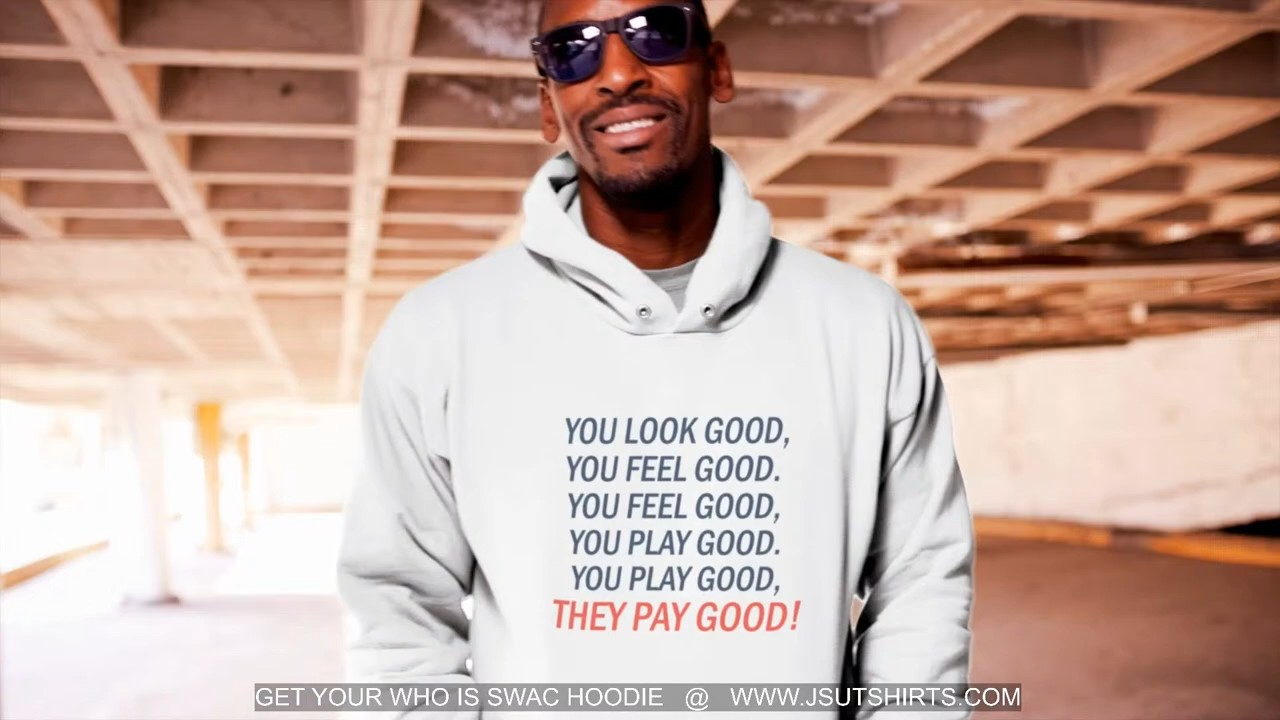 YOU LOOK GOOD,
YOU FEEL GOOD.
YOU FEEL GOOD,
YOU PLAY GOOD.
YOU PLAY GOOD,
THEY PAY GOOD!
GET YOUR WHO IS SWAC HOODIE @ WWW.JSUTSHIRTS.COM